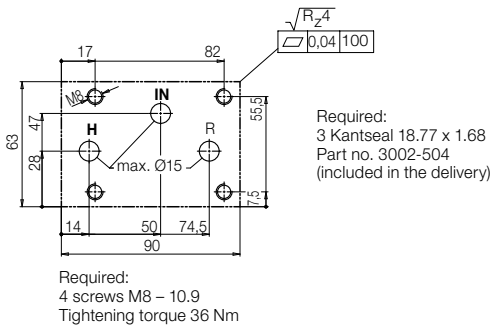 √Rz4
⏥ 0,04 100
17
82
M8
IN
H
R
63
47
28
max. Ø15
55,5
7,5
14
50
74,5
90
Required:
3 Kantseal 18.77 x 1.68
Part no. 3002-504
(included in the delivery)
Required:
4 screws M8 – 10.9
Tightening torque 36 Nm